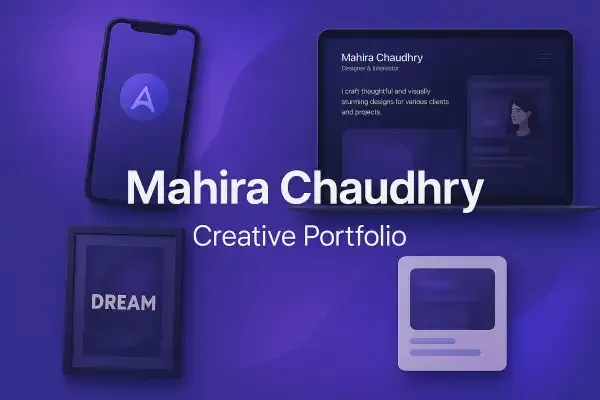 Mahira Chaudhry
Designer & Intelisotor
I craft thoughtful and visually
sturming designs for various clients
and projects.
Mahira Chaudhry
Creative Portfolio
DREAM